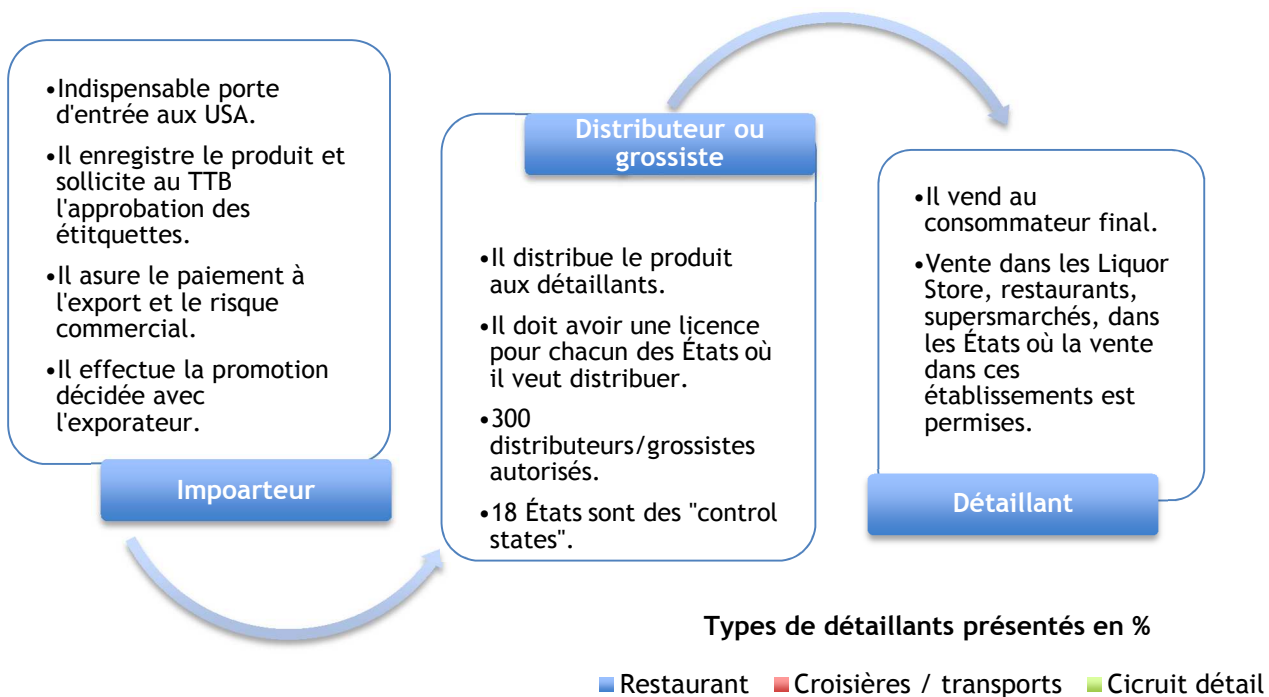 •Indispensable porte
d'entrée aux USA.
•Il enregistre le produit et
sollicite au TTB
l'approbation des
étitquettes.
•Il asure le paiement à
l'export et le risque
commercial.
•Il effectue la promotion
décidée avec
l'exporateur.
Impoarteur
Distributeur ou
grossiste
•Il distribue le produit
aux détaillants.
•Il doit avoir une licence
pour chacun des États où
il veut distribuer.
•300
distributeurs/grossistes
autorisés.
•18 États sont des "control
states".
•Il vend au
consommateur final.
•Vente dans les Liquor
Store, restaurants,
supersmarchés, dans
les États où la vente
dans ces
établissements est
permises.
Détaillant
Types de détaillants présentés en %
Restaurant Croisières / transports Cicruit détail